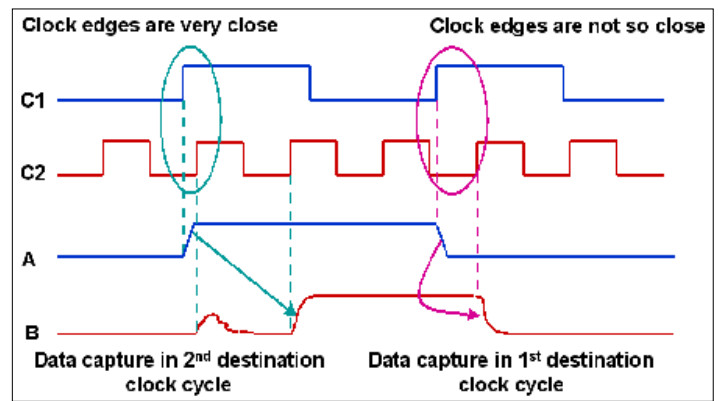 Clock edges are very close
Clock edges are not so close
C1
C2
A
B
Data capture in 2nd destination
clock cycle
Data capture in 1st destination
clock cycle